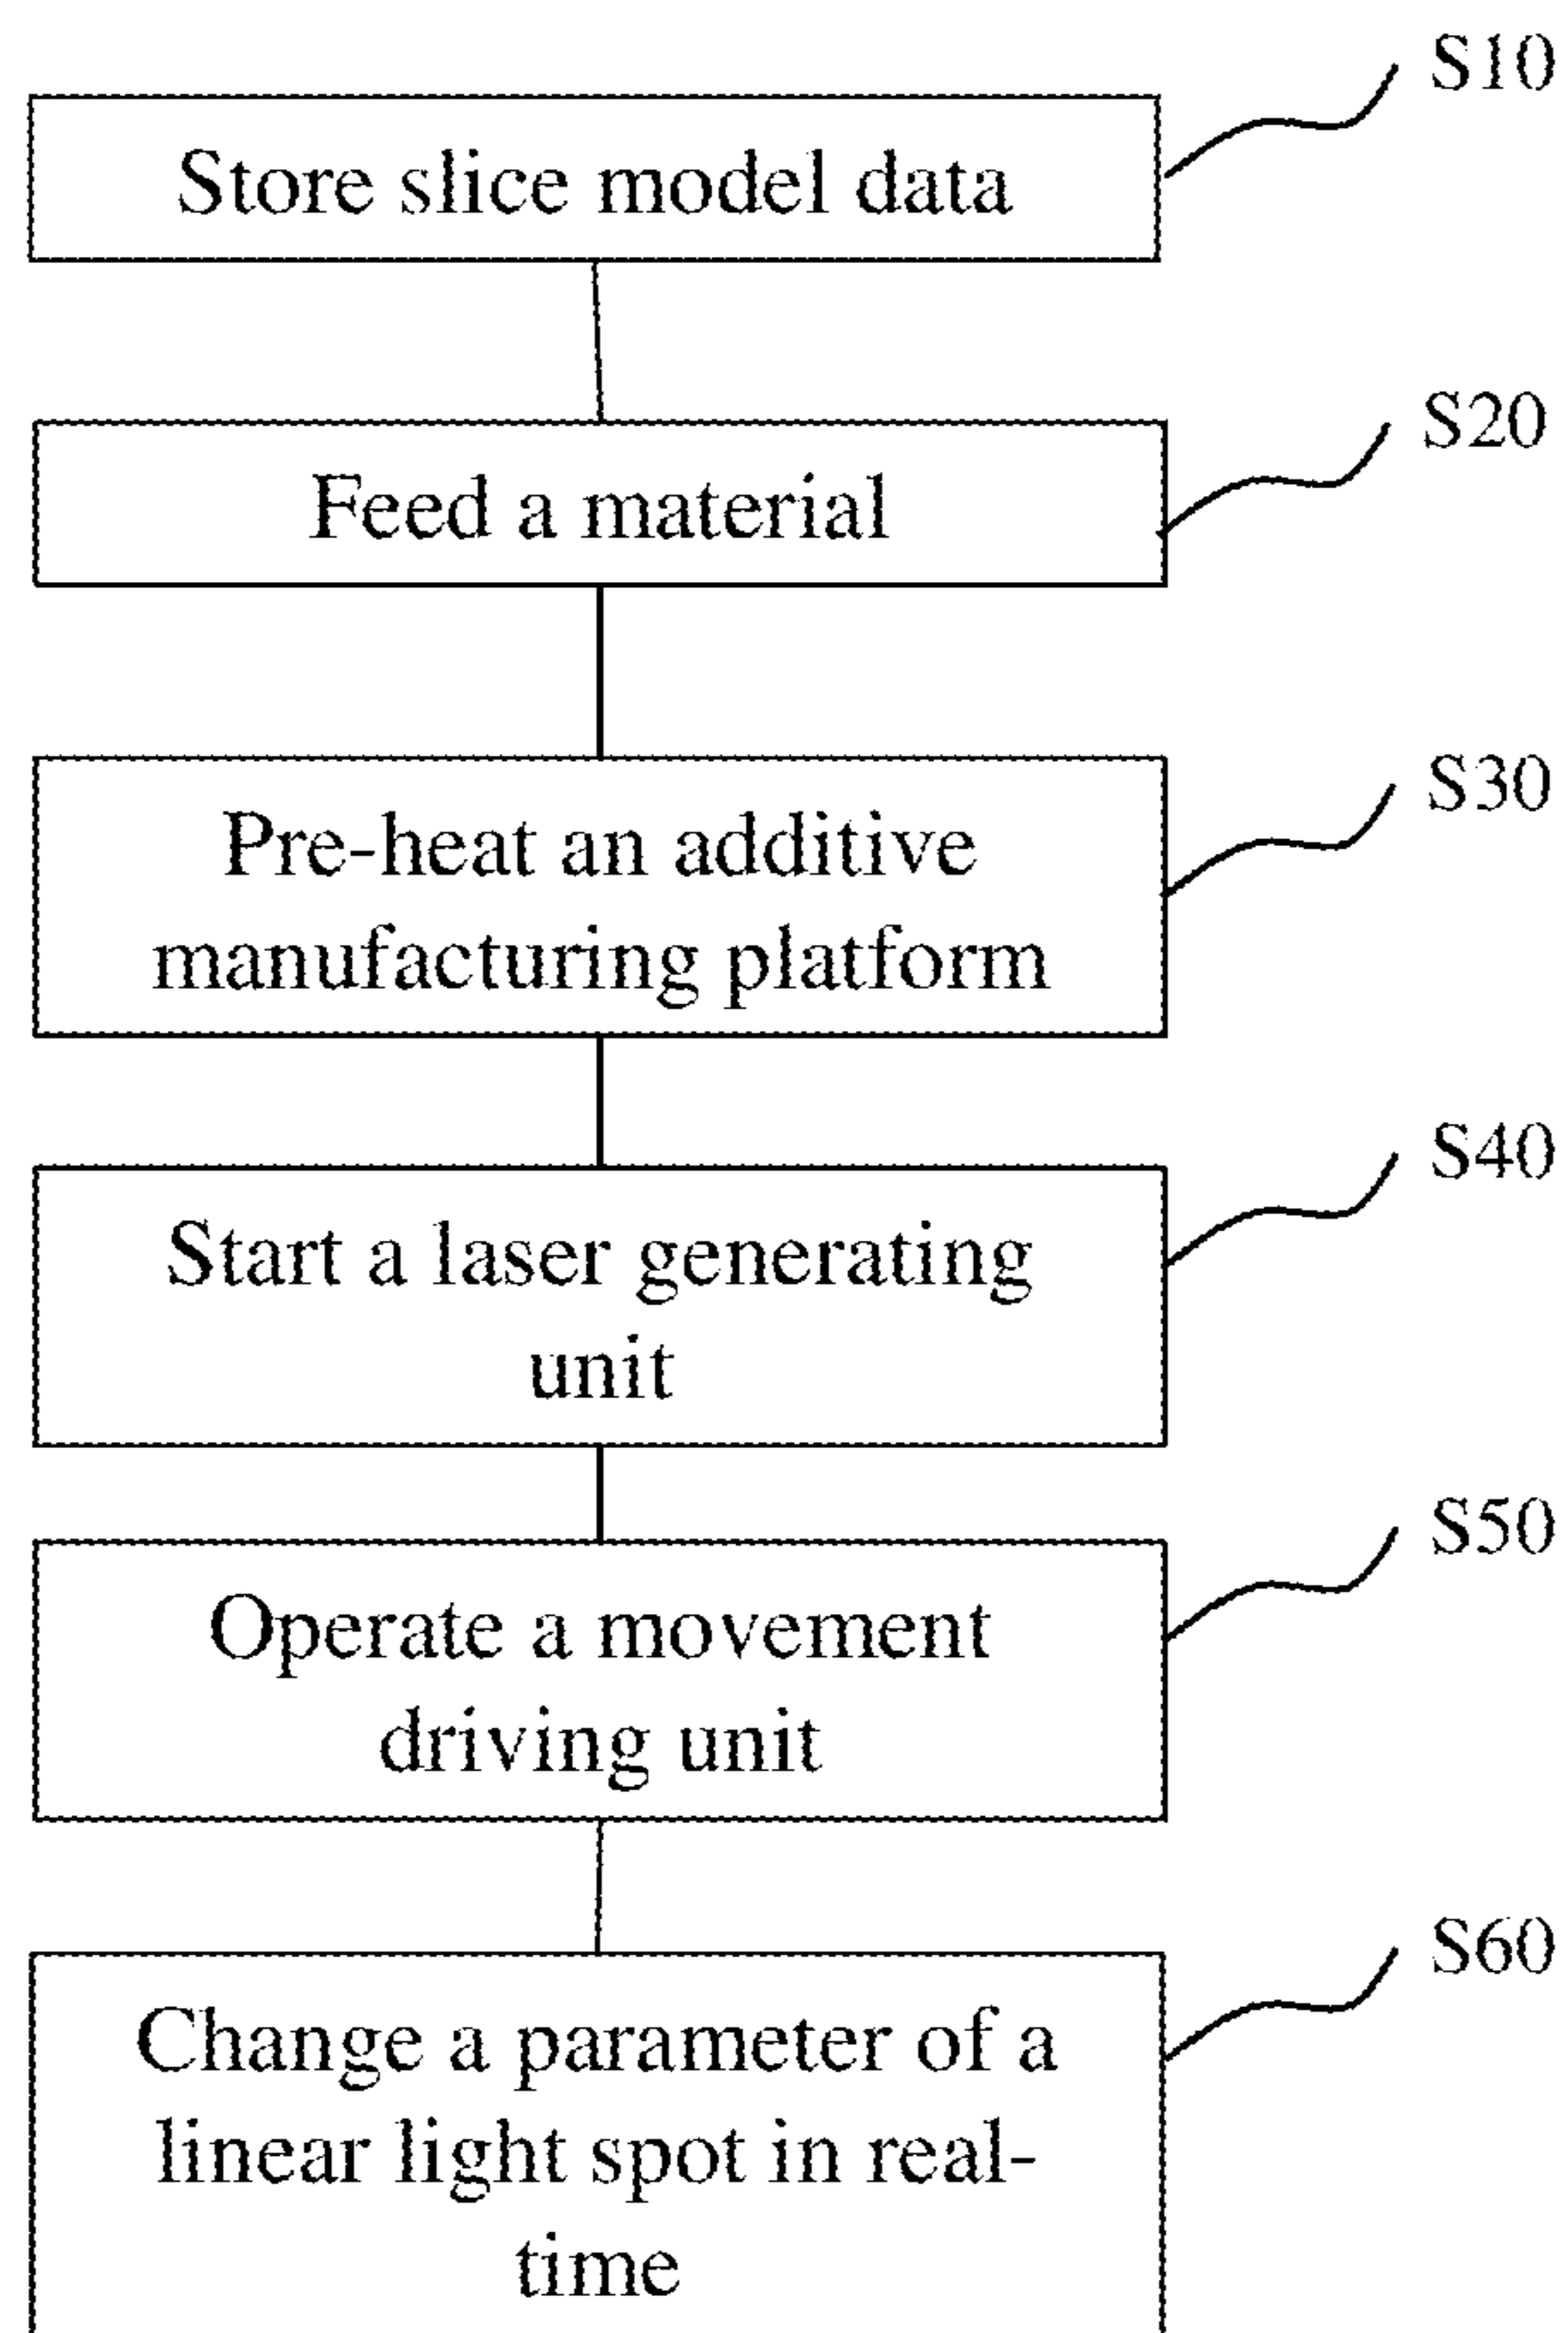 S10
Store slice model data
S20
Feed a material
S30
Pre-heat an additive
manufacturing platform
S40
Start a laser generating
unit
S50
Operate a movement
driving unit
S60
Change a parameter of a
linear light spot in real-
time